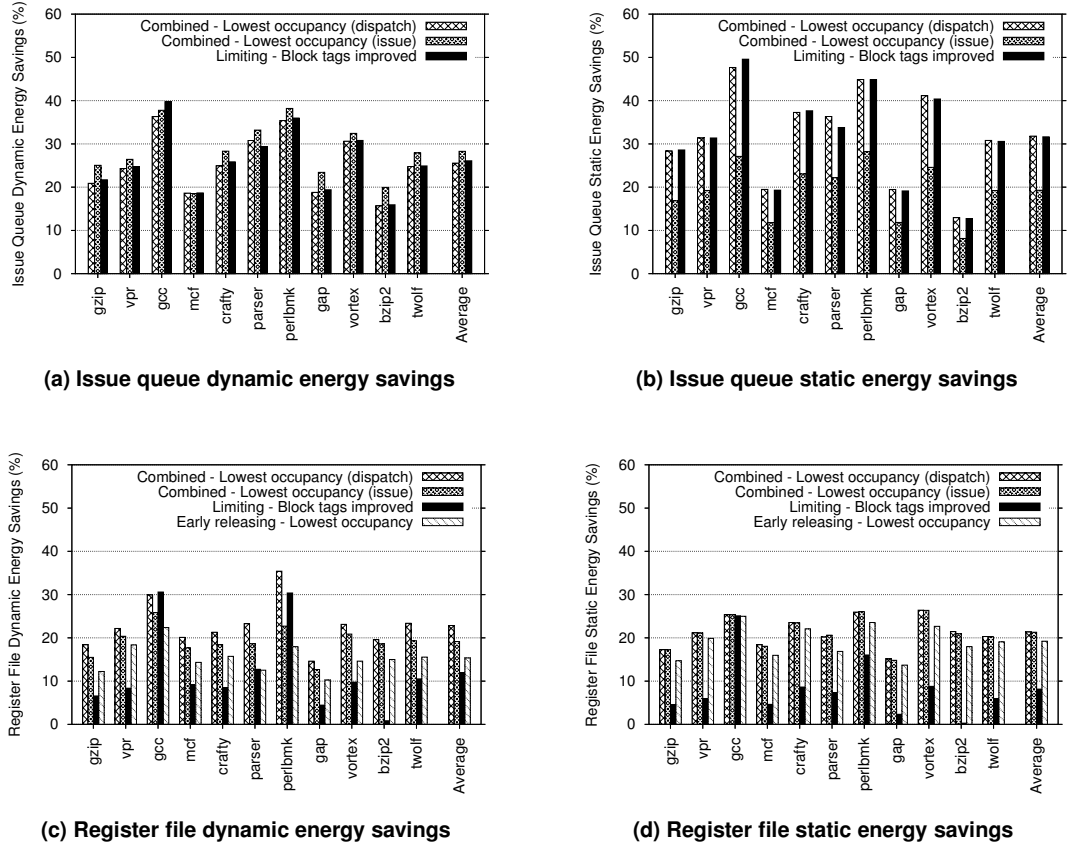 Issue Queue Dynamic Energy Savings (%)
60
50
40
30
20
10
0
Combined - Lowest occupancy (dispatch)
Combined - Lowest occupancy (issue)
Limiting - Block tags improved
gzip
vpr
gcc
mcf
crafty
parser
perlbmk
gap
vortex
bzip2
twolf
Average
(a) Issue queue dynamic energy savings
Issue Queue Static Energy Savings (%)
60
50
40
30
20
10
0
Combined - Lowest occupancy (dispatch)
Combined - Lowest occupancy (issue)
Limiting - Block tags improved
gzip
vpr
gcc
mcf
crafty
parser
perlbmk
gap
vortex
bzip2
twolf
Average
(b) Issue queue static energy savings
Register File Dynamic Energy Savings (%)
60
50
40
30
20
10
0
Combined - Lowest occupancy (dispatch)
Combined - Lowest occupancy (issue)
Limiting - Block tags improved
Early releasing - Lowest occupancy
gzip
vpr
gcc
mcf
crafty
parser
perlbmk
gap
vortex
bzip2
twolf
Average
(c) Register file dynamic energy savings
Register File Static Energy Savings (%)
60
50
40
30
20
10
0
Combined - Lowest occupancy (dispatch)
Combined - Lowest occupancy (issue)
Limiting - Block tags improved
Early releasing - Lowest occupancy
gzip
vpr
gcc
mcf
crafty
parser
perlbmk
gap
vortex
bzip2
twolf
Average
(d) Register file static energy savings